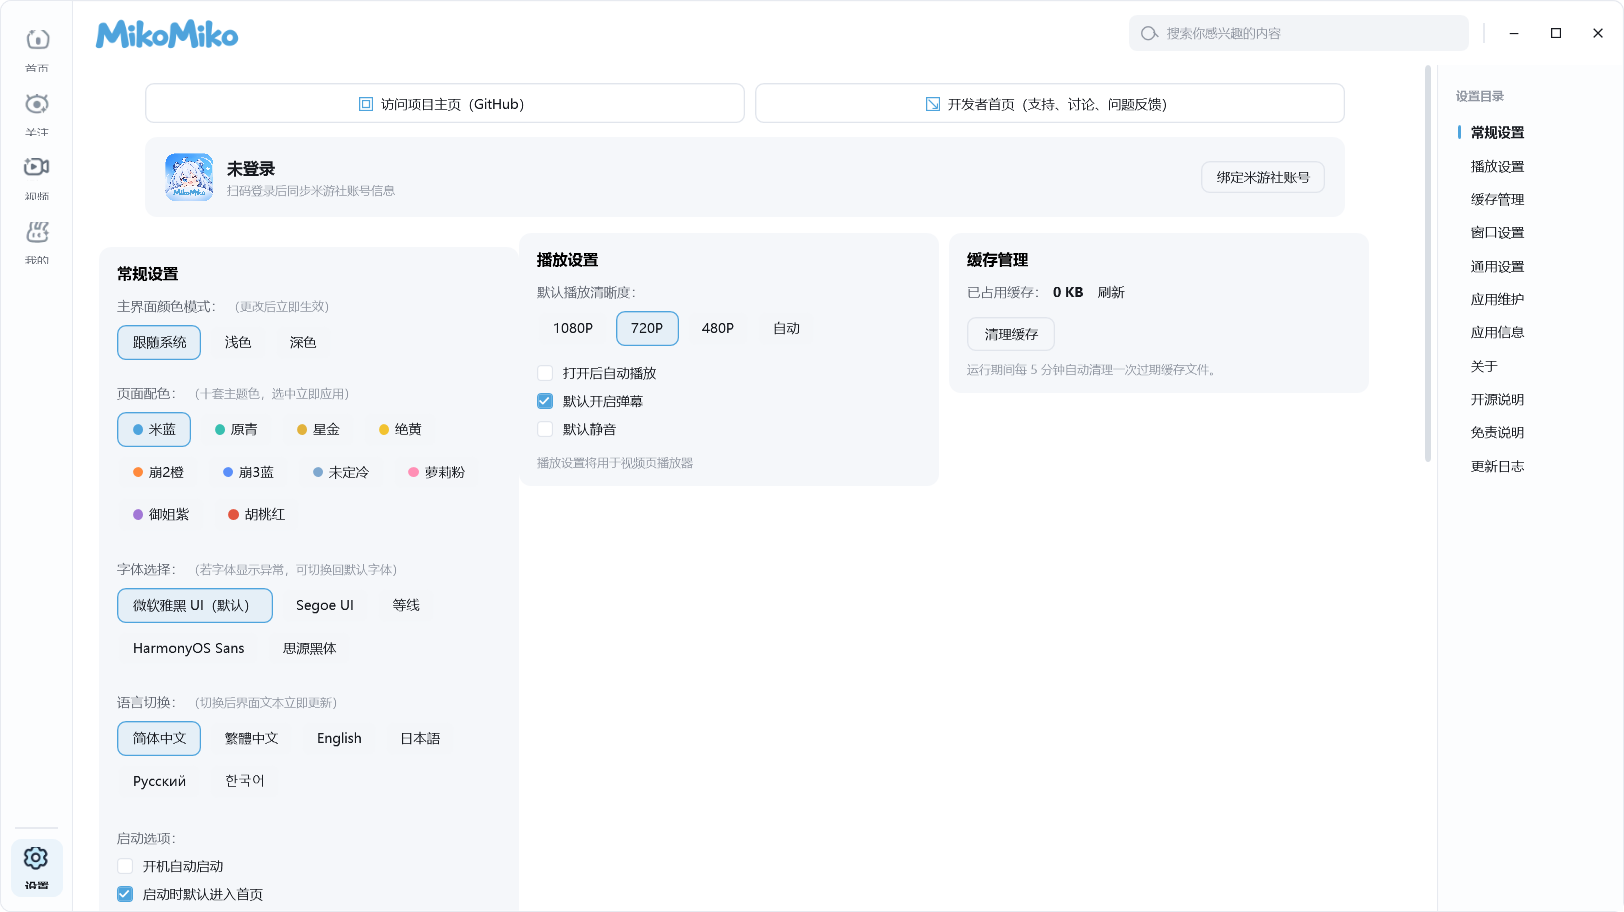 MikoMiko
搜索你感兴趣的内容
首页
关注
视频
我的
设置
访问项目主页（GitHub）
开发者首页（支持、讨论、问题反馈）
MikoMiko
未登录
扫码登录后同步米游社账号信息
绑定米游社账号
常规设置
主界面颜色模式： （更改后立即生效）
跟随系统 浅色 深色
页面配色： （十套主题色，选中立即应用）
米蓝 原青 星金 绝黄
崩2橙 崩3蓝 未定冷 萝莉粉
御姐紫 胡桃红
字体选择： （若字体显示异常，可切换回默认字体）
微软雅黑 UI（默认） Segoe UI 等线
HarmonyOS Sans 思源黑体
语言切换： （切换后界面文本立即更新）
简体中文 繁體中文 English 日本語
Русский 한국어
启动选项：
开机自动启动
启动时默认进入首页
播放设置
默认播放清晰度：
1080P 720P 480P 自动
打开后自动播放
默认开启弹幕
默认静音
播放设置将用于视频页播放器
缓存管理
已占用缓存： 0 KB 刷新
清理缓存
运行期间每 5 分钟自动清理一次过期缓存文件。
设置目录
常规设置
播放设置
缓存管理
窗口设置
通用设置
应用维护
应用信息
关于
开源说明
免责说明
更新日志